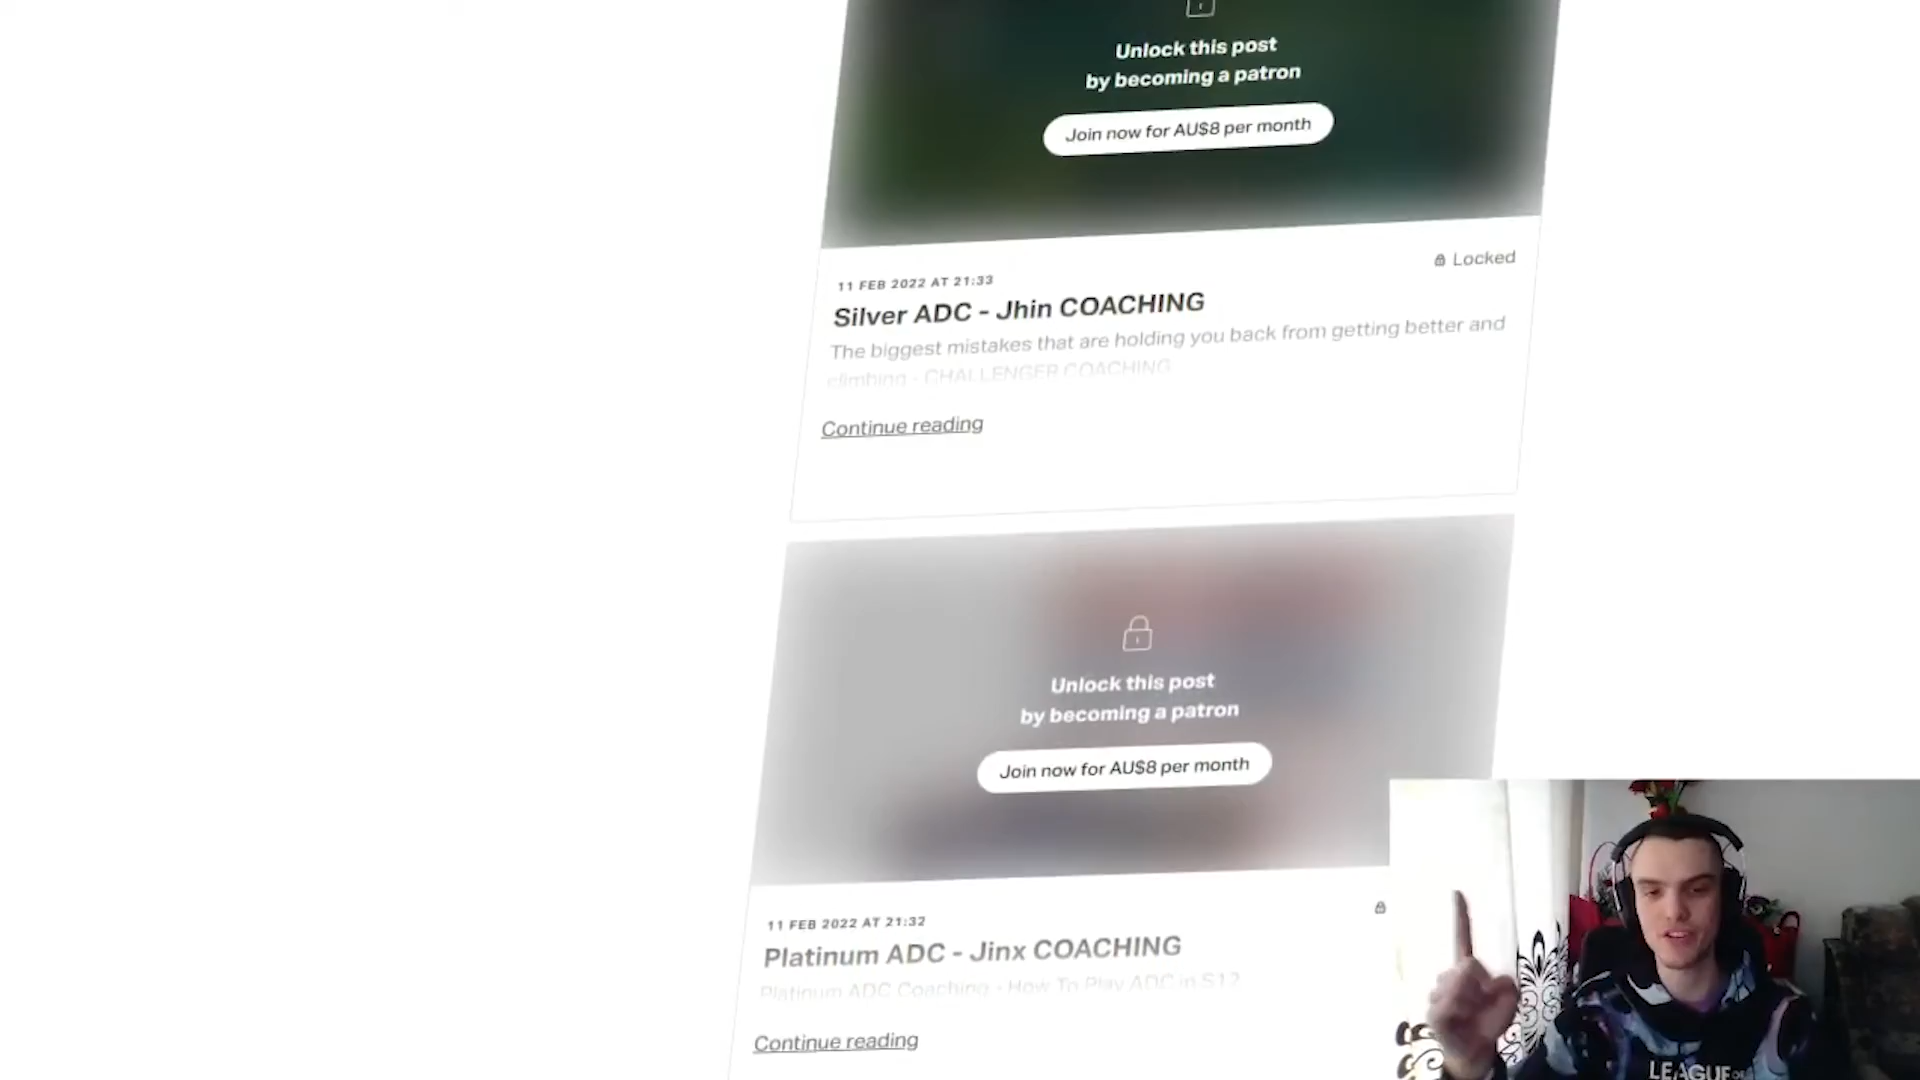 Unlock this post
by becoming a patron
Join now for AU$8 per month
Locked
11 FEB 2022 AT 21:33
Silver ADC - Jhin COACHING
The biggest mistakes that are holding you back from getting better and
climbing - CHALLENGER COACHING
Continue reading
Unlock this post
by becoming a patron
Join now for AU$8 per month
11 FEB 2022 AT 21:32
Platinum ADC - Jinx COACHING
Platinum ADC Coaching - How To Play ADC in S12
Continue reading
LEAGUE OF